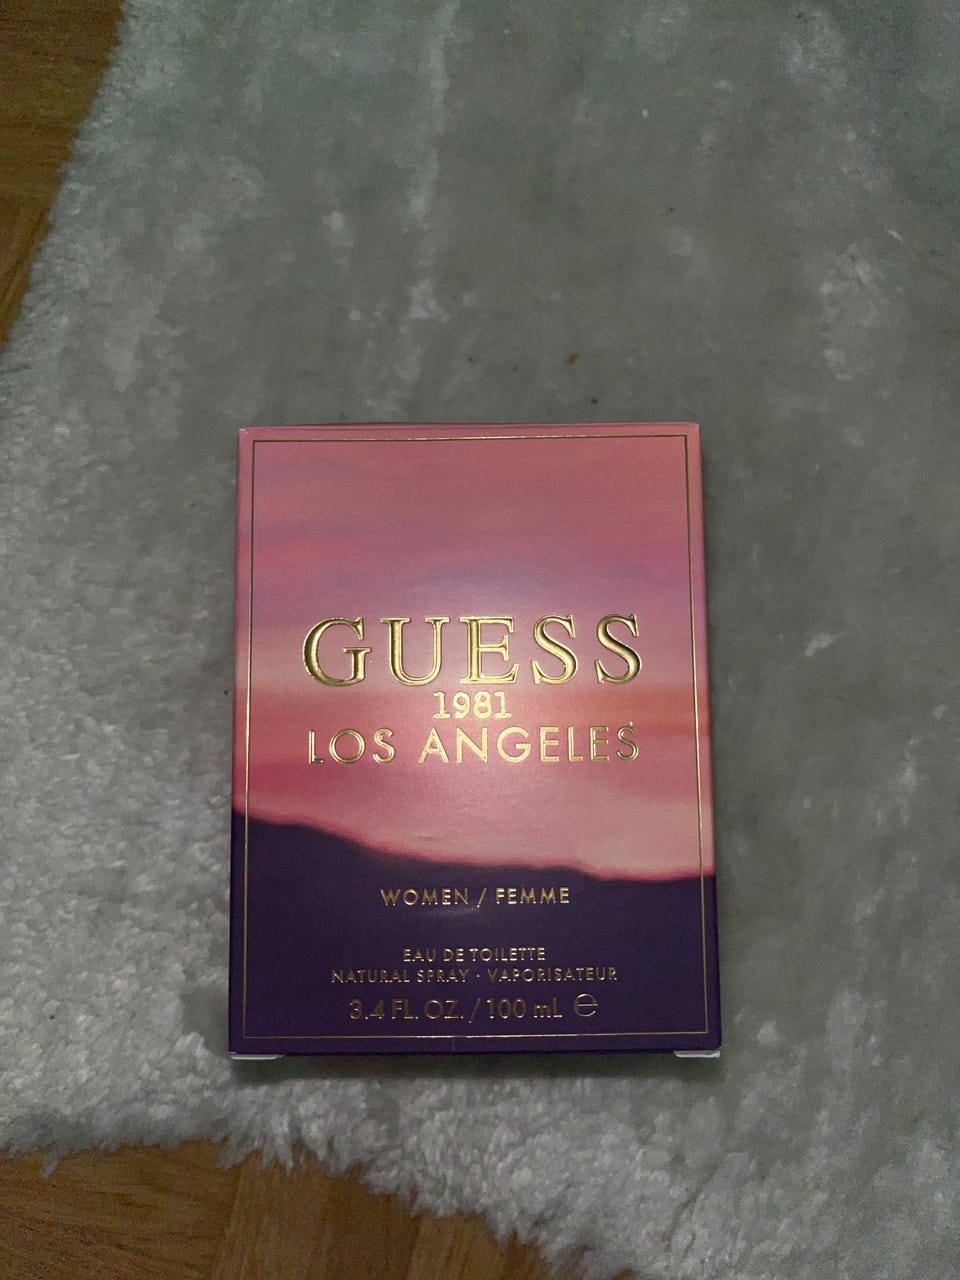 GUESS
1981
LOS ANGELES
WOMEN / FEMME
EAU DE TOILETTE
NATURAL SPRAY · VAPORISATEUR
3.4 FL. OZ. / 100 mL ℮